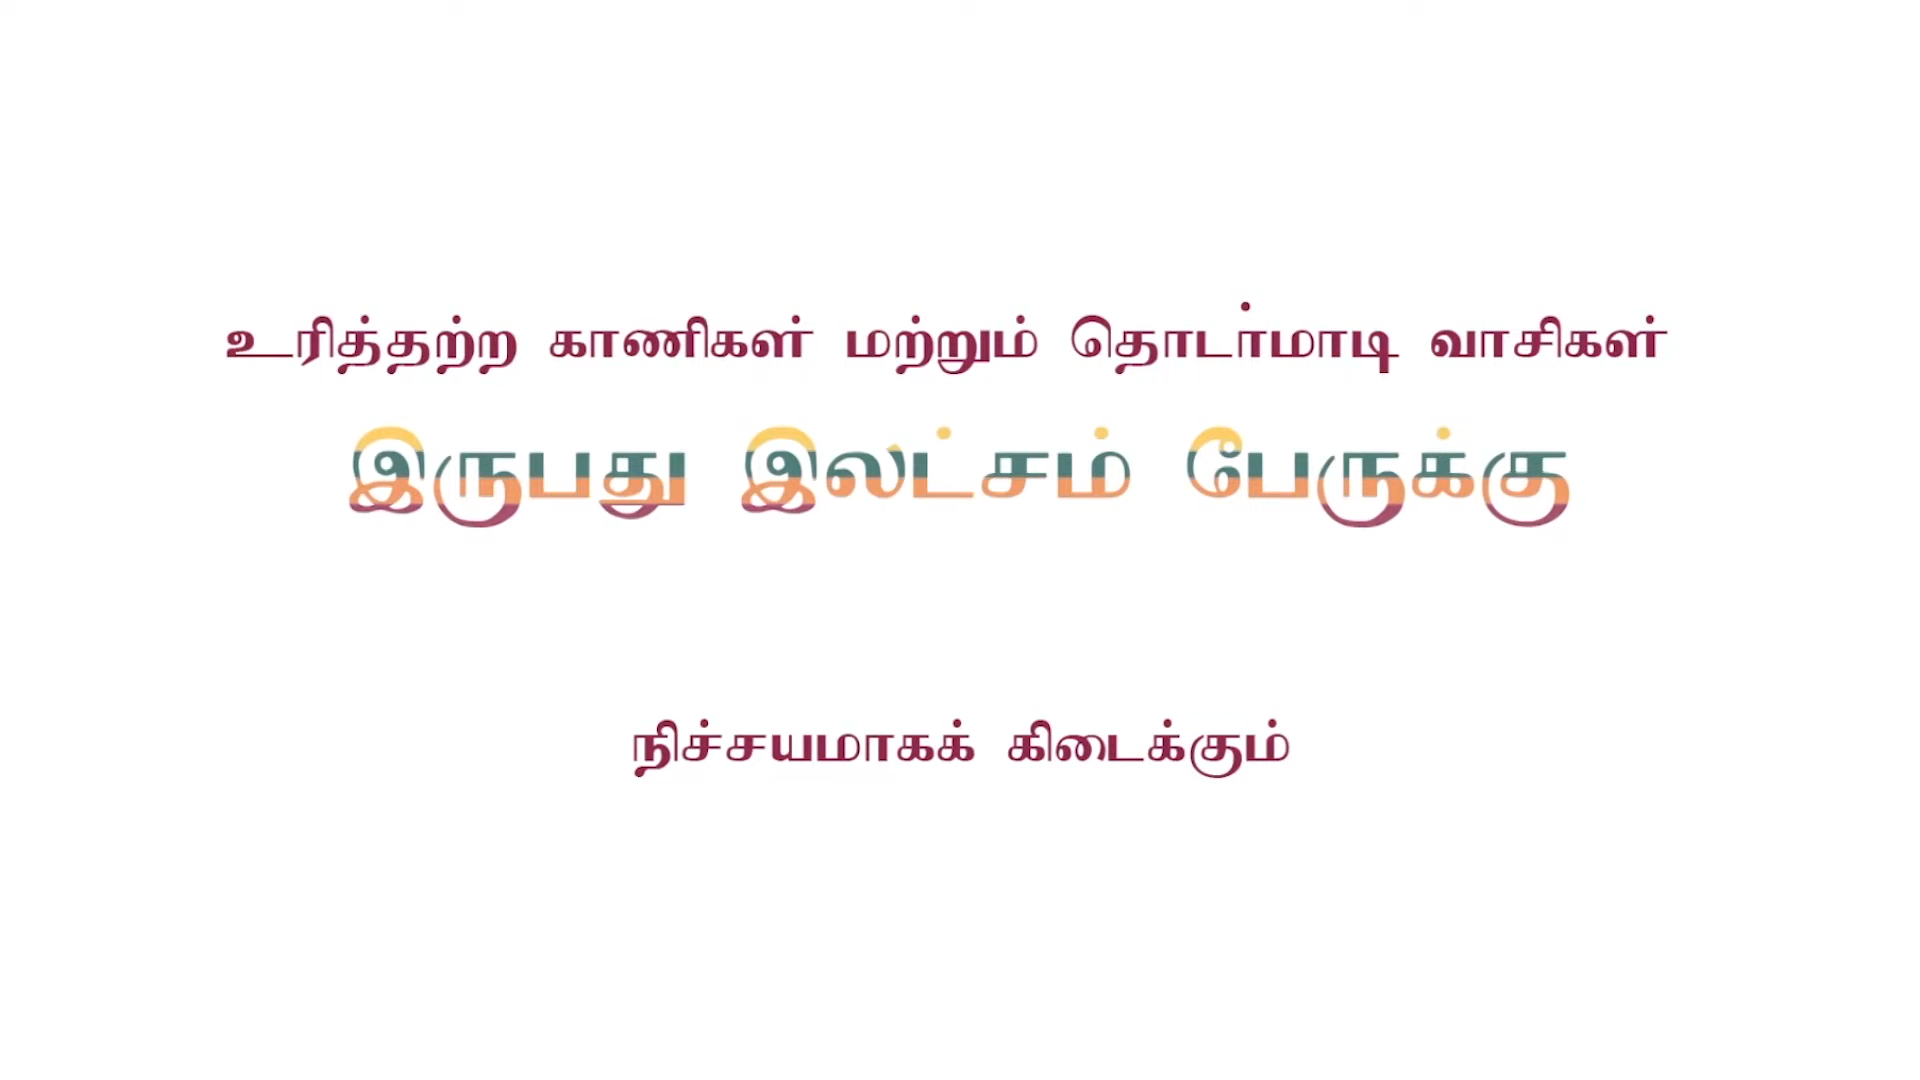 உரித்தற்ற காணிகள் மற்றும் தொடர்மாடி வாசிகள்
இருபது இலட்சம் பேருக்கு
நிச்சயமாகக் கிடைக்கும்